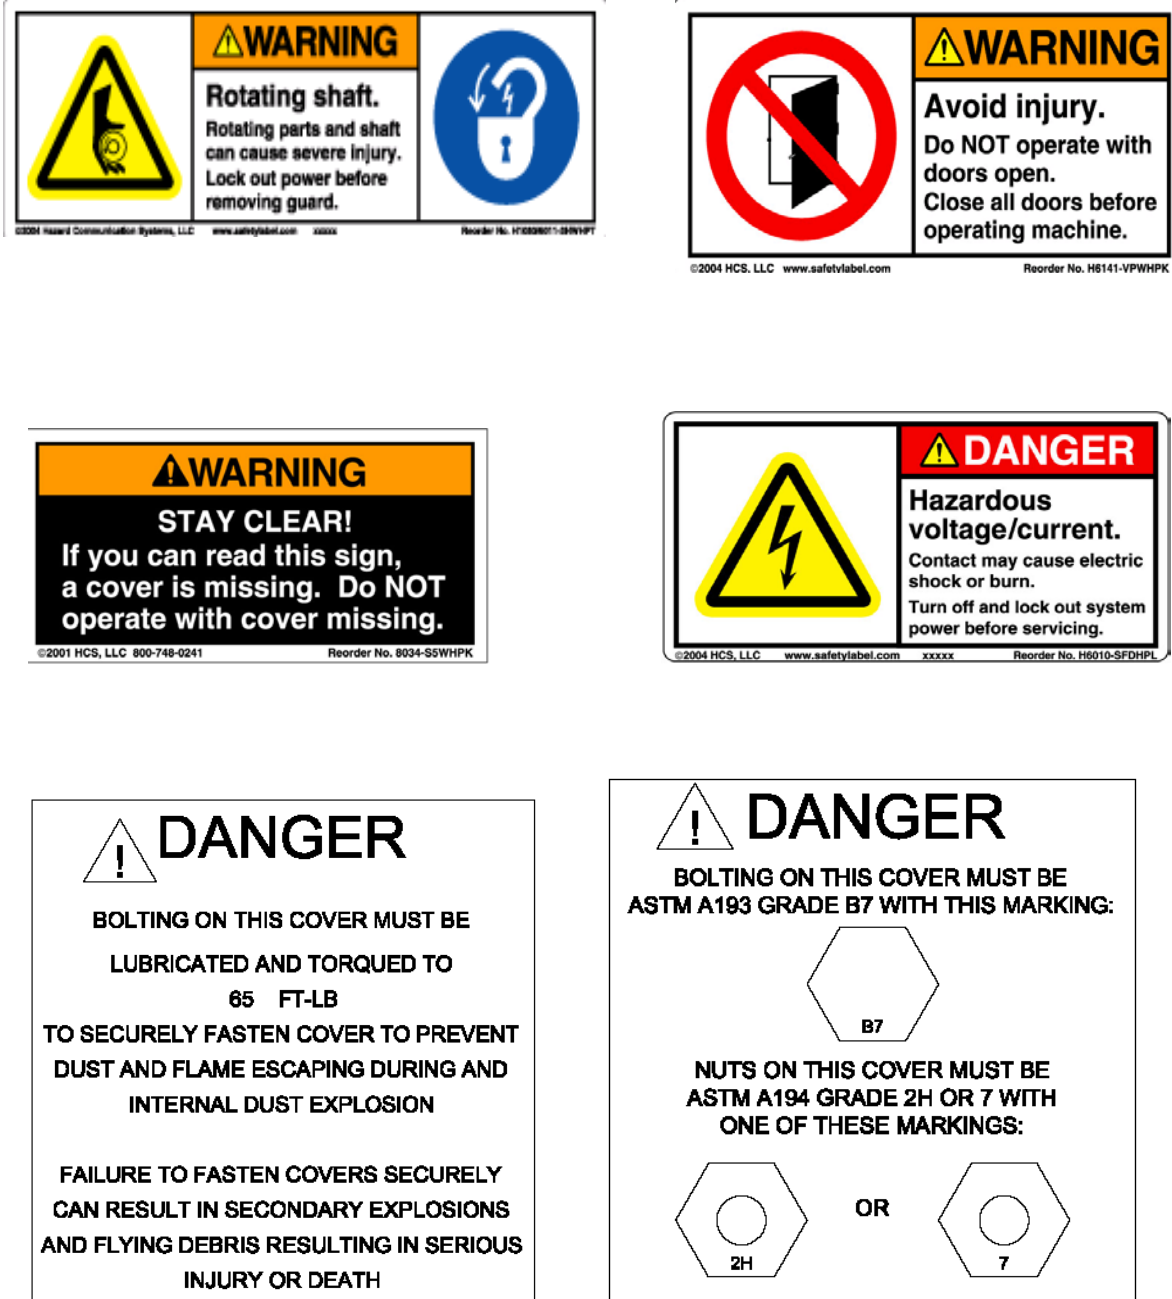 WARNING
Rotating shaft.
Rotating parts and shaft
can cause severe injury.
Lock out power before
removing guard.
©2004 Hazard Communication Systems, LLC www.safetylabel.com xxxxx Reorder No.
WARNING
Avoid injury.
Do NOT operate with
doors open.
Close all doors before
operating machine.
©2004 HCS, LLC www.safetylabel.com Reorder No. H6141-VPWHPK
WARNING
STAY CLEAR!
If you can read this sign,
a cover is missing. Do NOT
operate with cover missing.
©2001 HCS, LLC 800-748-0241 Reorder No. 8034-S5WHPK
DANGER
Hazardous
voltage/current.
Contact may cause electric
shock or burn.
Turn off and lock out system
power before servicing.
©2004 HCS, LLC www.safetylabel.com xxxxx Reorder No. H6010-SFDHPL
! DANGER
BOLTING ON THIS COVER MUST BE
LUBRICATED AND TORQUED TO
65 FT-LB
TO SECURELY FASTEN COVER TO PREVENT
DUST AND FLAME ESCAPING DURING AND
INTERNAL DUST EXPLOSION
FAILURE TO FASTEN COVERS SECURELY
CAN RESULT IN SECONDARY EXPLOSIONS
AND FLYING DEBRIS RESULTING IN SERIOUS
INJURY OR DEATH
! DANGER
BOLTING ON THIS COVER MUST BE
ASTM A193 GRADE B7 WITH THIS MARKING:
B7
NUTS ON THIS COVER MUST BE
ASTM A194 GRADE 2H OR 7 WITH
ONE OF THESE MARKINGS:
OR
2H 7